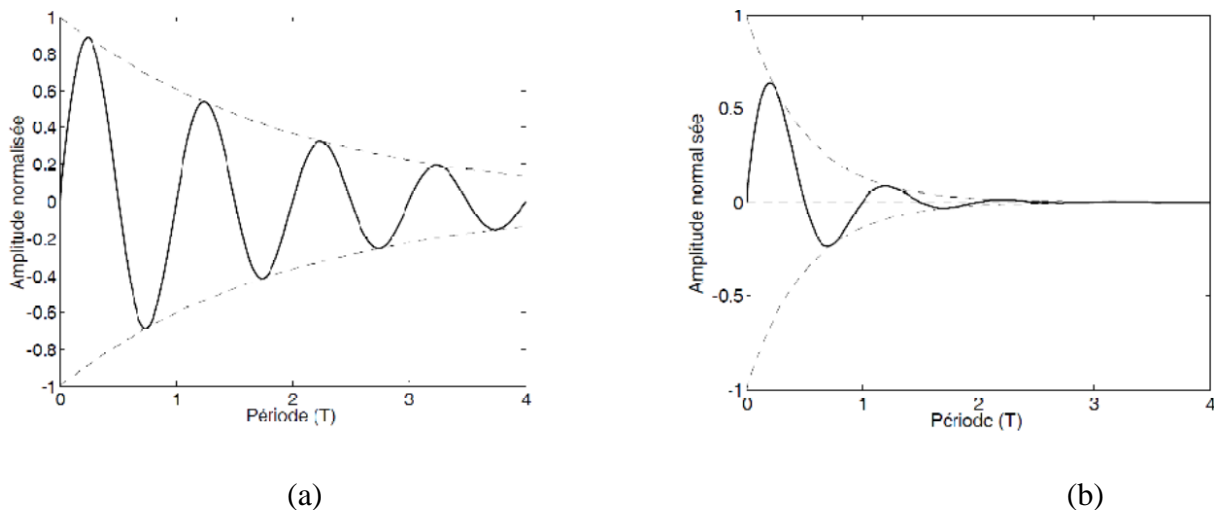 1
0.8
0.6
0.4
0.2
0
-0.2
-0.4
-0.6
-0.8
-1
0 1 2 3 4
Amplitude normalisée
Période (T)
(a)
1
0.5
0
-0.5
-1
0 1 2 3 4
Amplitude normal sée
Période (T)
(b)